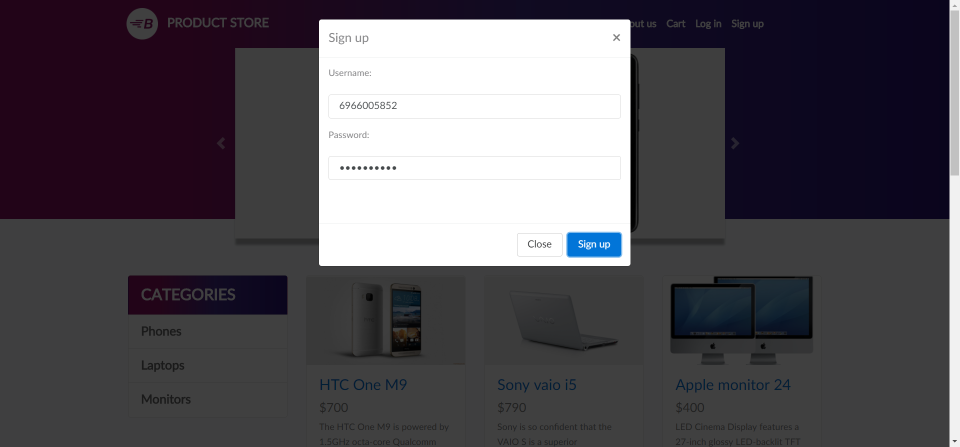 B PRODUCT STORE
out us Cart Log in Sign up
Sign up ×
Username:
6966005852
Password:
••••••••••
Close Sign up
CATEGORIES
Phones
Laptops
Monitors
HTC One M9
$700
The HTC One M9 is powered by
1.5GHz octa-core Qualcomm
Sony vaio i5
$790
Sony is so confident that the
VAIO S is a superior
Apple monitor 24
$400
LED Cinema Display features a
27-inch glossy LED-backlit TFT